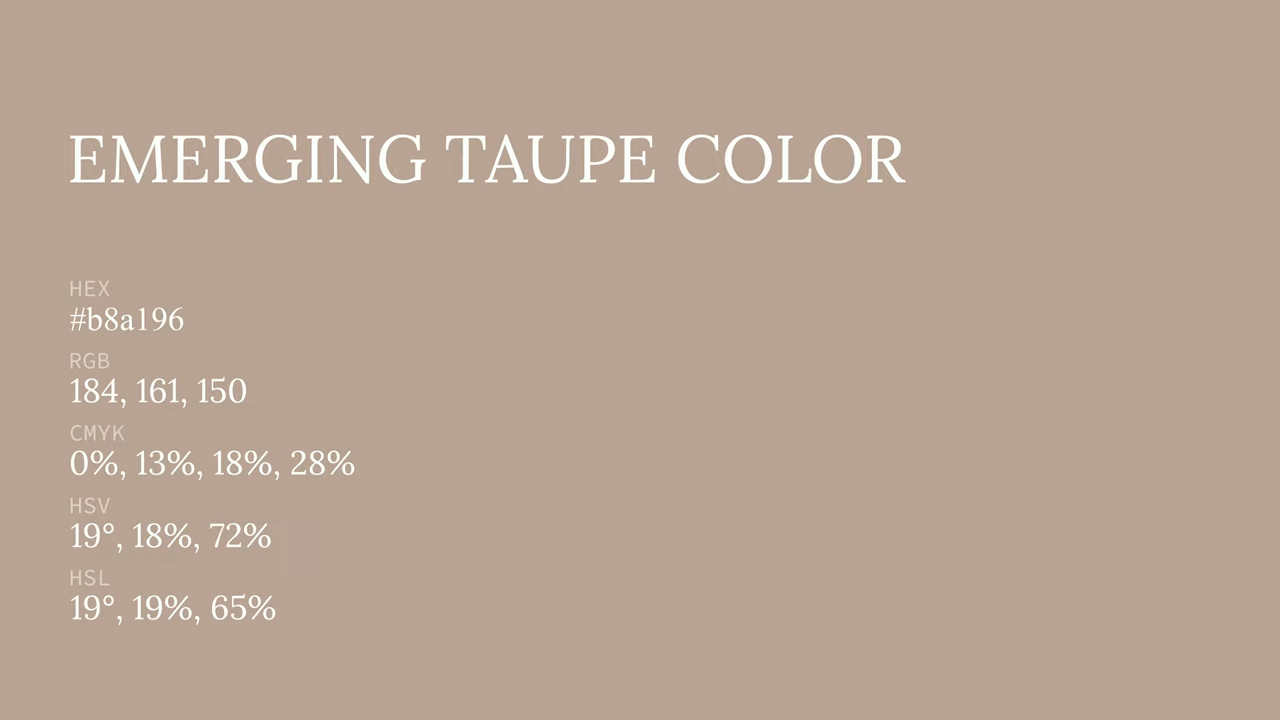 EMERGING TAUPE COLOR
HEX
#b8a196
RGB
184, 161, 150
CMYK
0%, 13%, 18%, 28%
HSV
19°, 18%, 72%
HSL
19°, 19%, 65%